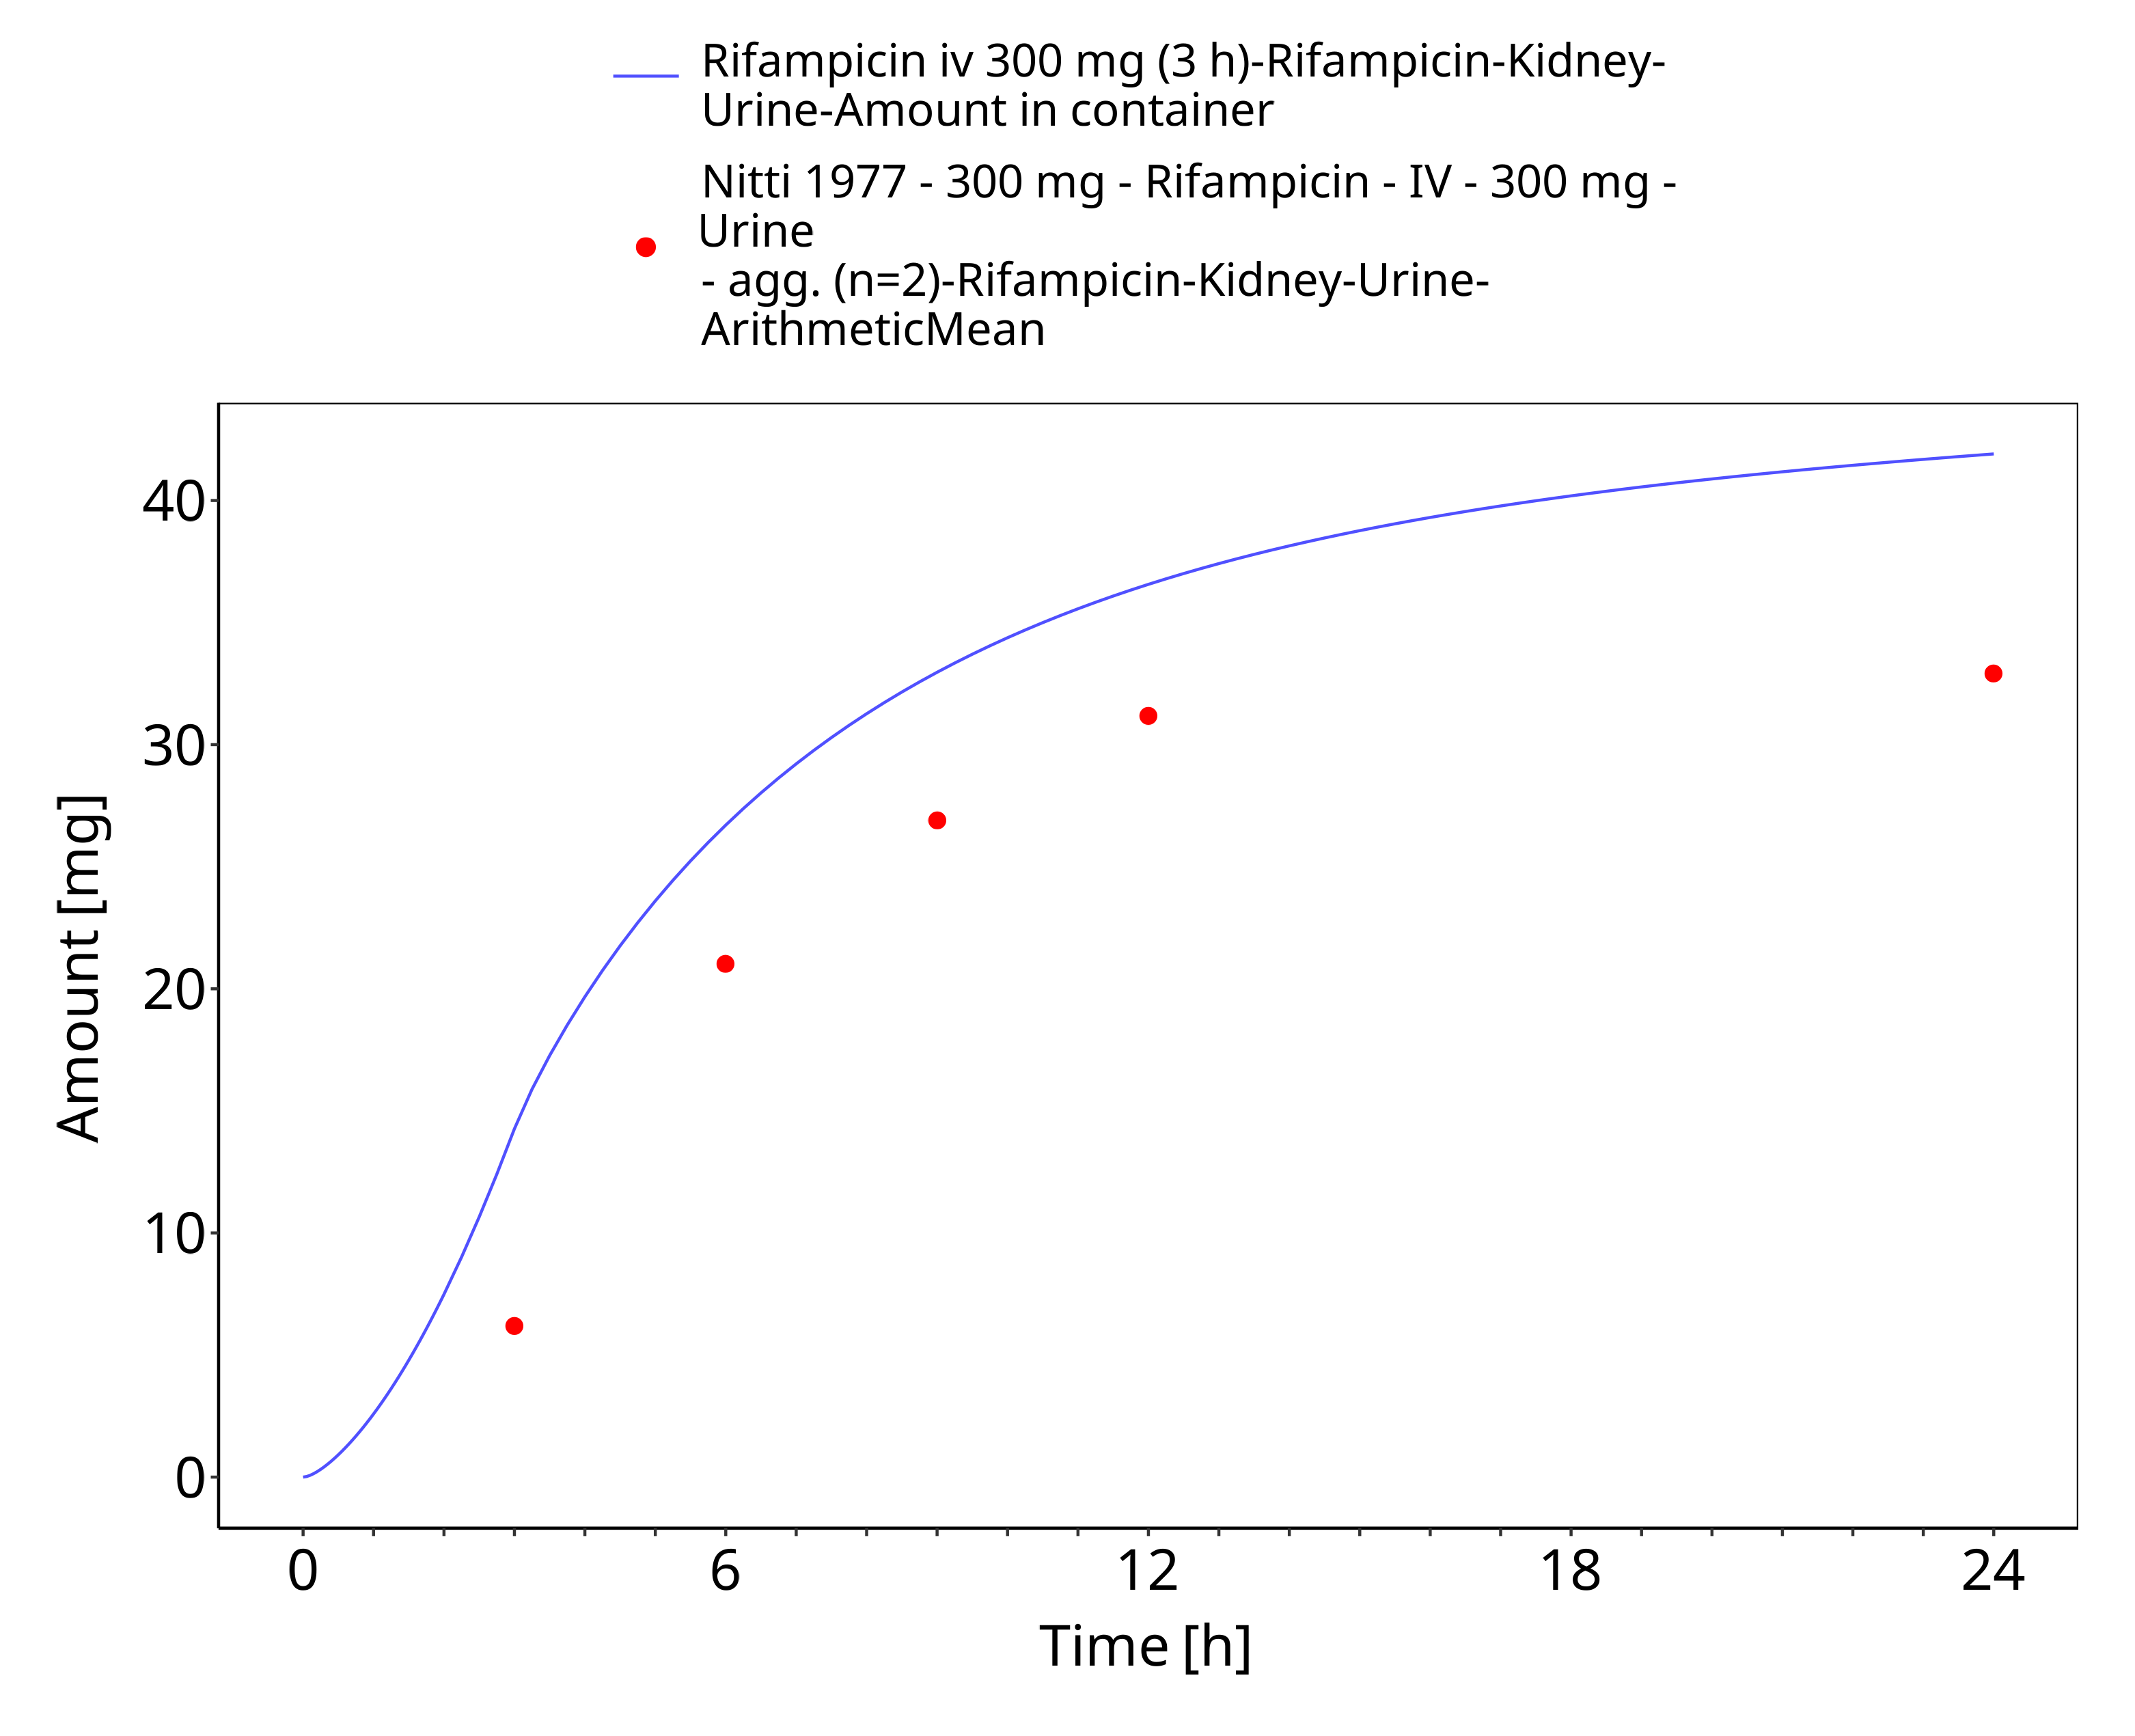 Rifampicin iv 300 mg (3 h)-Rifampicin-Kidney-
Urine-Amount in container
Nitti 1977 - 300 mg - Rifampicin - IV - 300 mg -
Urine
- agg. (n=2)-Rifampicin-Kidney-Urine-
ArithmeticMean
Amount [mg]
40
30
20
10
0
0 6 12 18 24
Time [h]